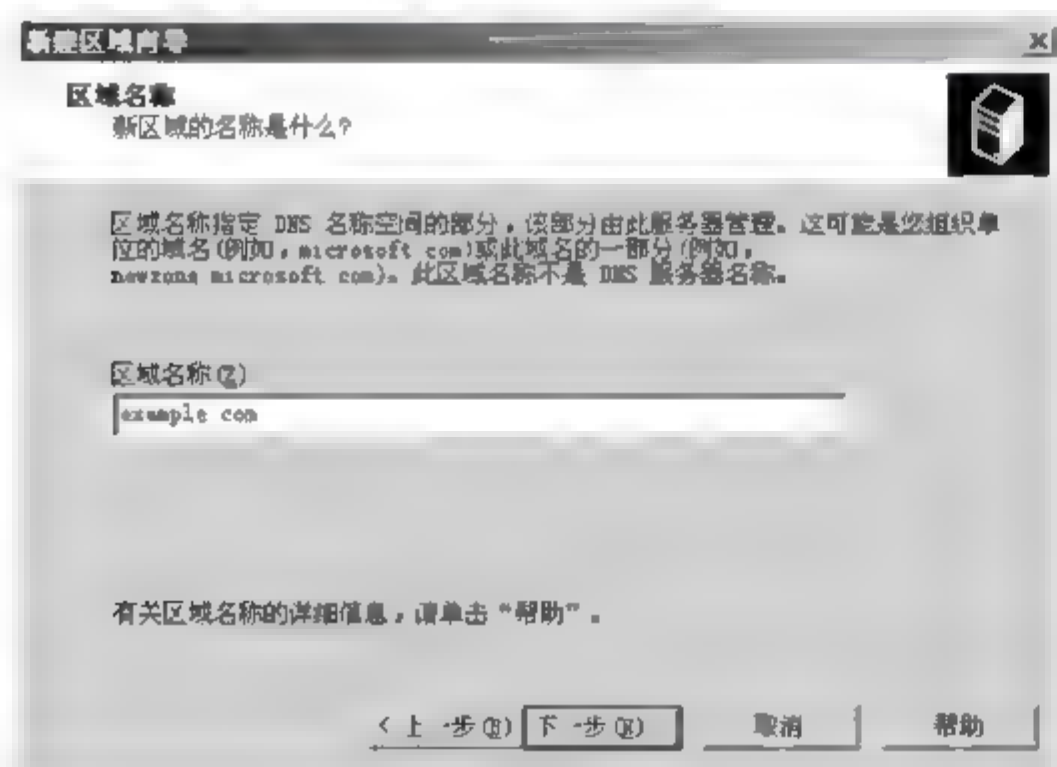 新建区域向导
区域名称
新区域的名称是什么?
区域名称指定 DNS 名称空间的部分，该部分由此服务器管理。这可能是您组织单
位的域名(例如，microsoft com)或此域名的一部分(例如，
newzone microsoft com)。此区域名称不是 DNS 服务器名称。
区域名称(Z)
example com
有关区域名称的详细信息，请单击“帮助”。
< 上一步(B) 下一步(N) 取消 帮助